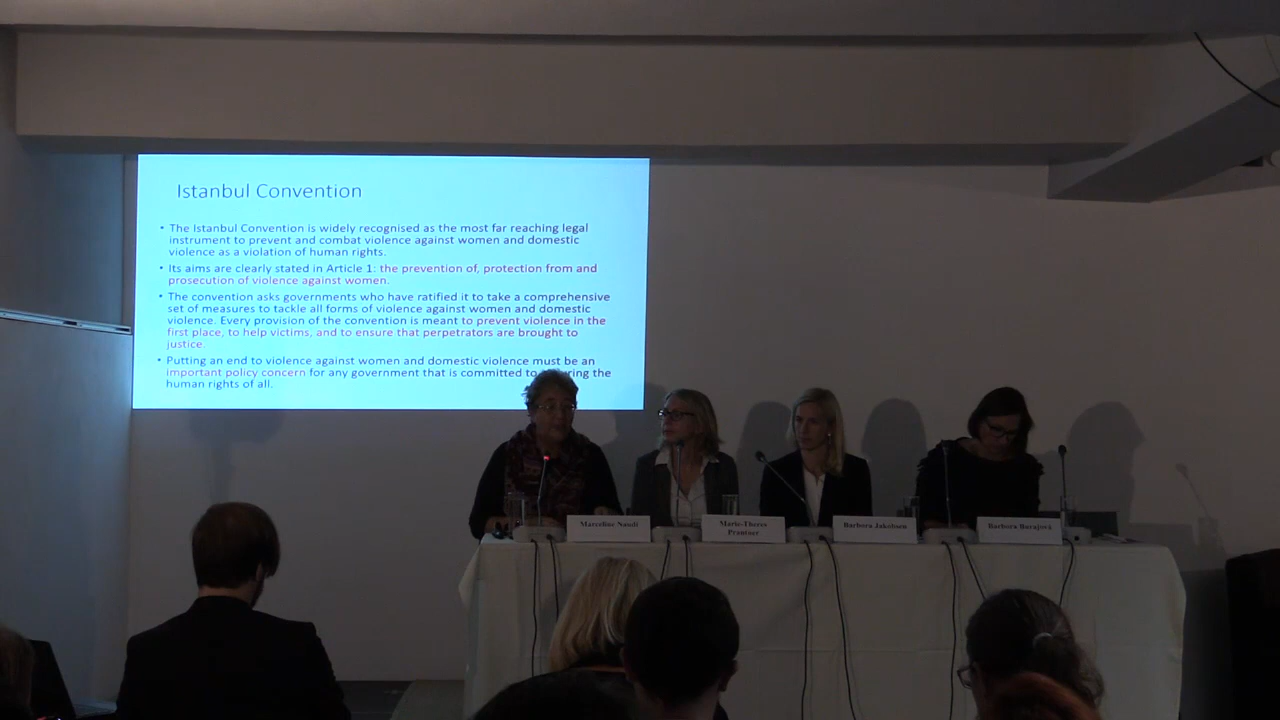 Istanbul Convention
• The Istanbul Convention is widely recognised as the most far reaching legal
instrument to prevent and combat violence against women and domestic
violence as a violation of human rights.
• Its aims are clearly stated in Article 1: the prevention of, protection from and
prosecution of violence against women.
• The convention asks governments who have ratified it to take a comprehensive
set of measures to tackle all forms of violence against women and domestic
violence. Every provision of the convention is meant to prevent violence in the
first place, to help victims, and to ensure that perpetrators are brought to
justice.
• Putting an end to violence against women and domestic violence must be an
important policy concern for any government that is committed to the
human rights of all.
Marceline Naudi
Marie-Theres
Prantner
Barbora Jakobsen
Barbora Burajová